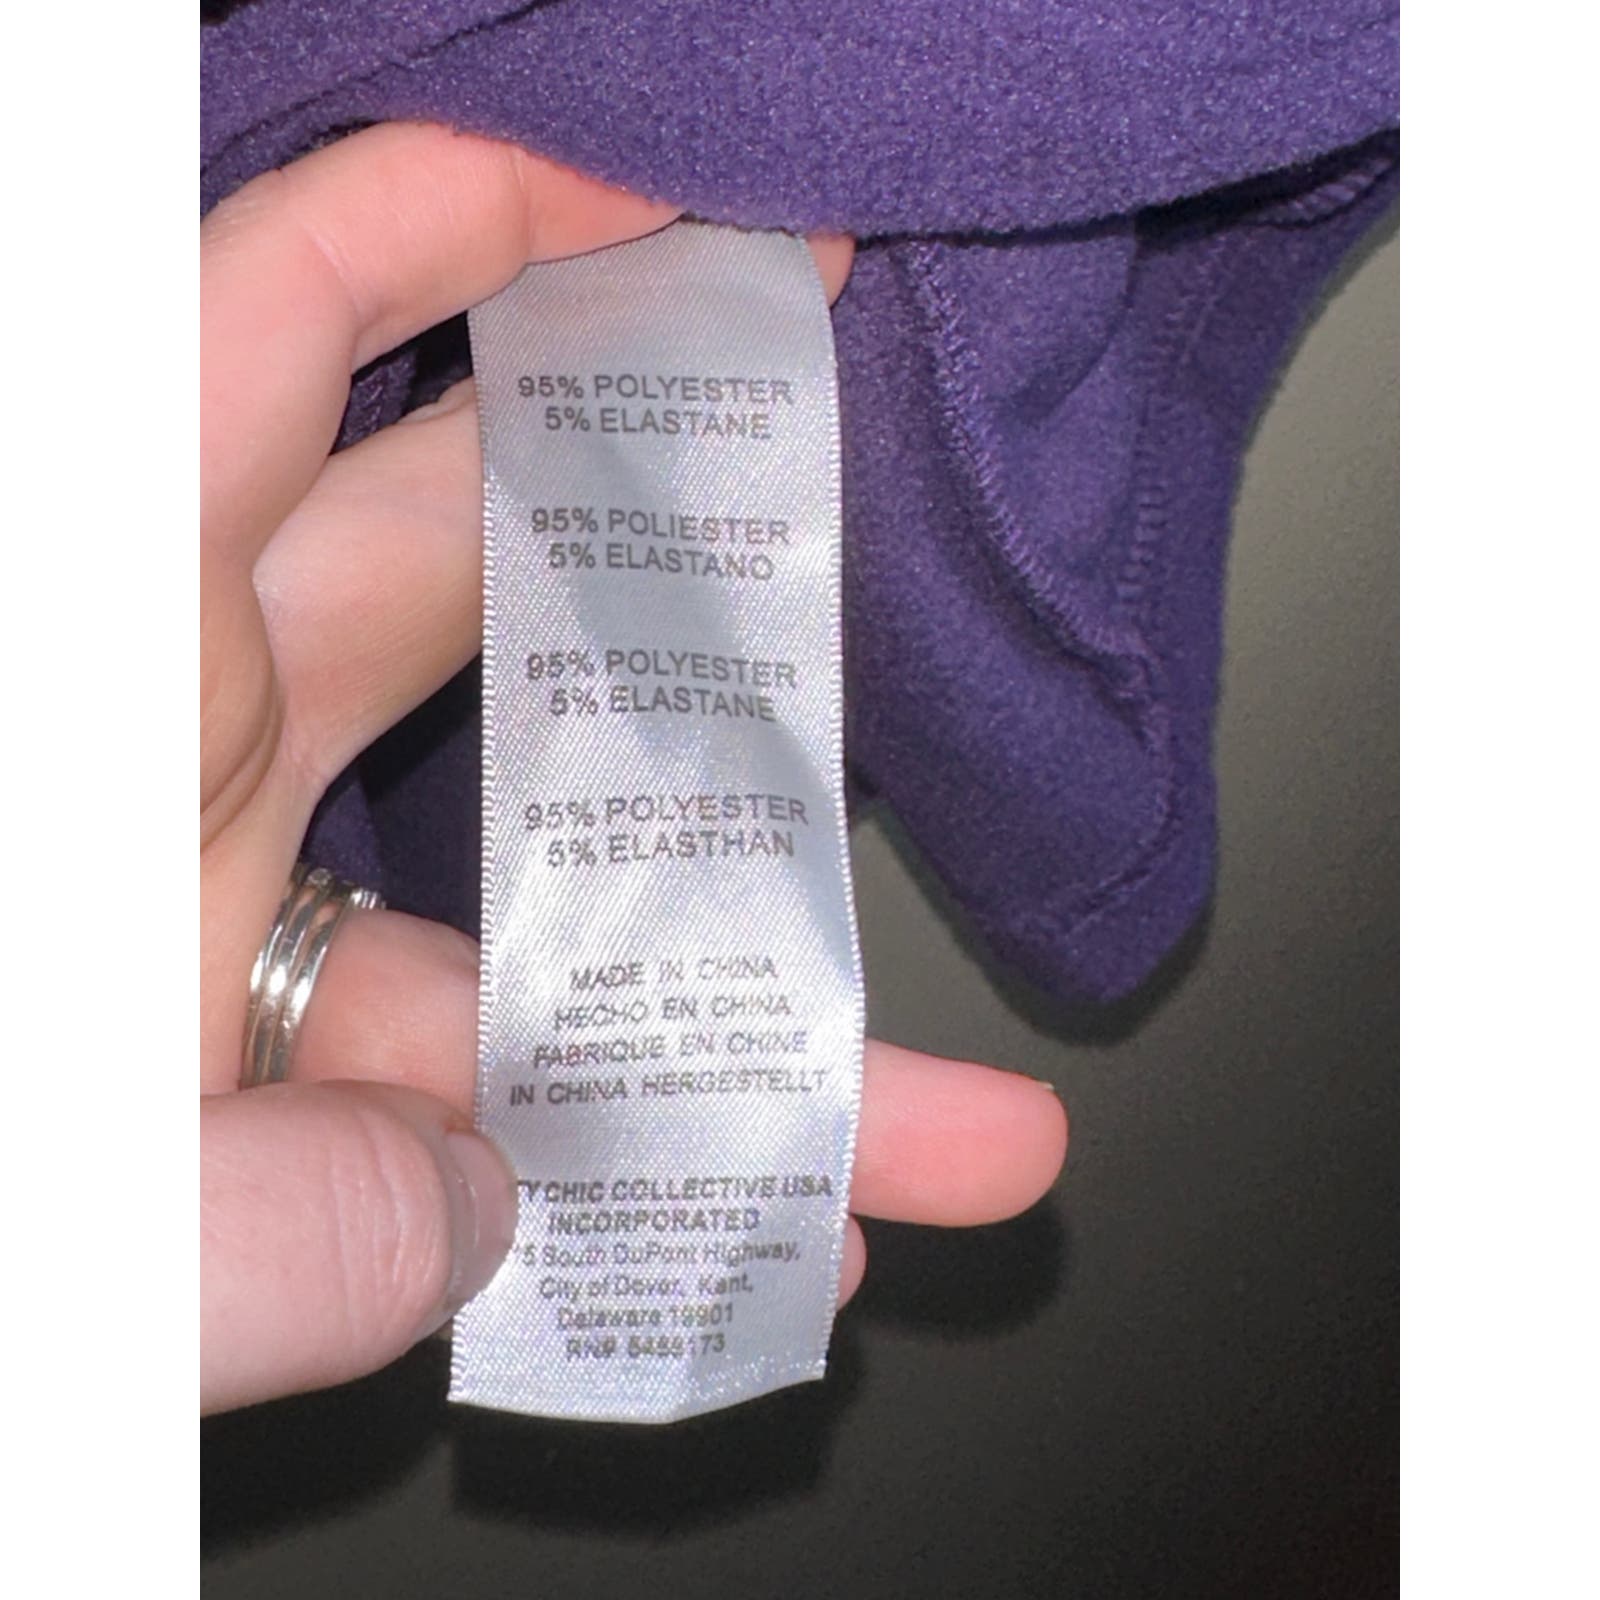 95% POLYESTER
5% ELASTANE
95% POLIESTER
5% ELASTANO
95% POLYESTER
5% ELASTANE
95% POLYESTER
5% ELASTHAN
MADE IN CHINA
HECHO EN CHINA
FABRIQUE EN CHINE
IN CHINA HERGESTELLT
CHIC COLLECTIVE USA
INCORPORATED
South DuPont Highway,
City of Dover, Kent,
Delaware 19901
RN#